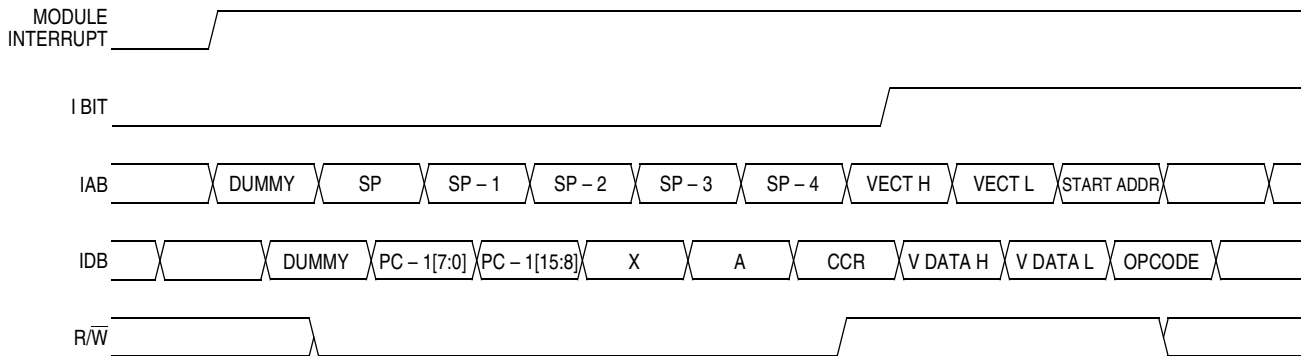 MODULE
INTERRUPT
I BIT
IAB DUMMY SP SP – 1 SP – 2 SP – 3 SP – 4 VECT H VECT L START ADDR
IDB DUMMY PC – 1[7:0] PC – 1[15:8] X A CCR V DATA H V DATA L OPCODE
R/W̅